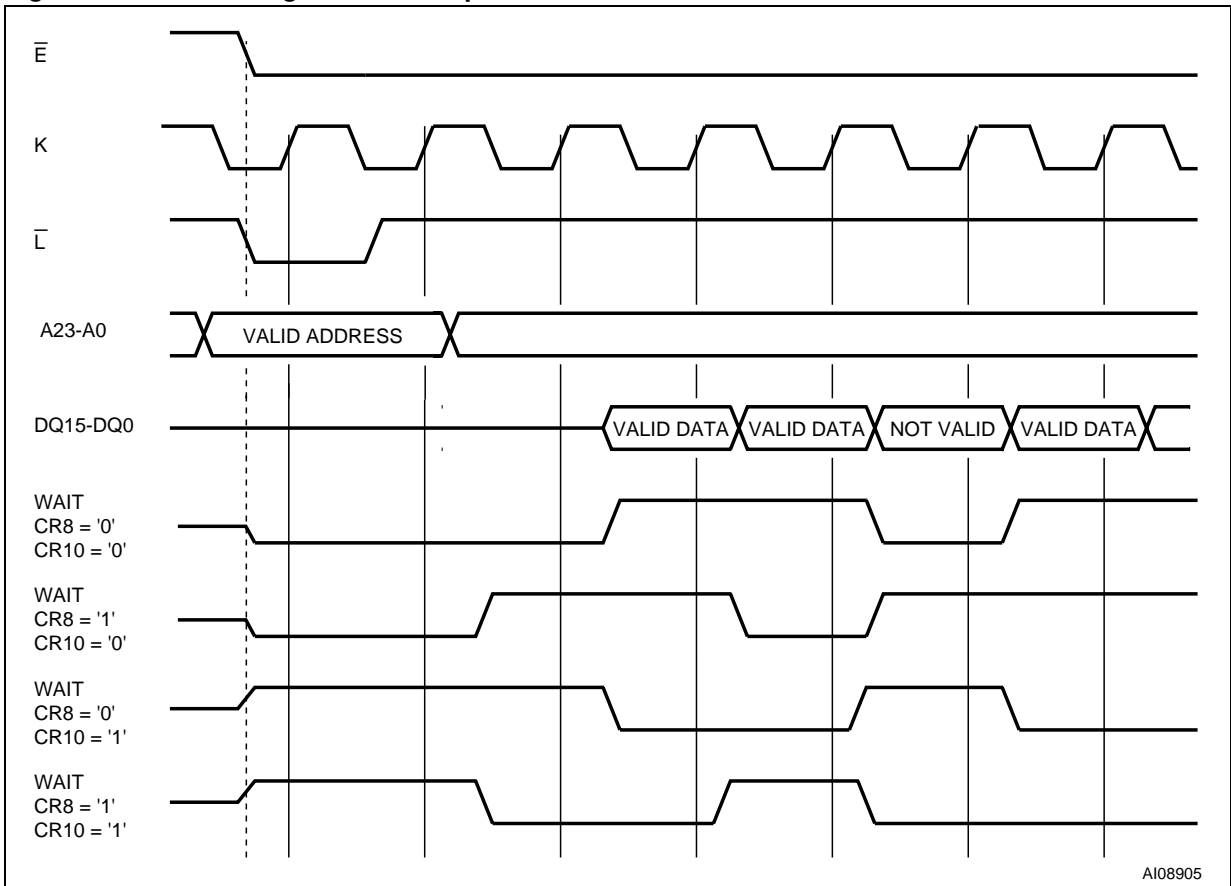 E
K
L
A23-A0
VALID ADDRESS
DQ15-DQ0
VALID DATA
VALID DATA
NOT VALID
VALID DATA
WAIT
CR8 = '0'
CR10 = '0'
WAIT
CR8 = '1'
CR10 = '0'
WAIT
CR8 = '0'
CR10 = '1'
WAIT
CR8 = '1'
CR10 = '1'
AI08905